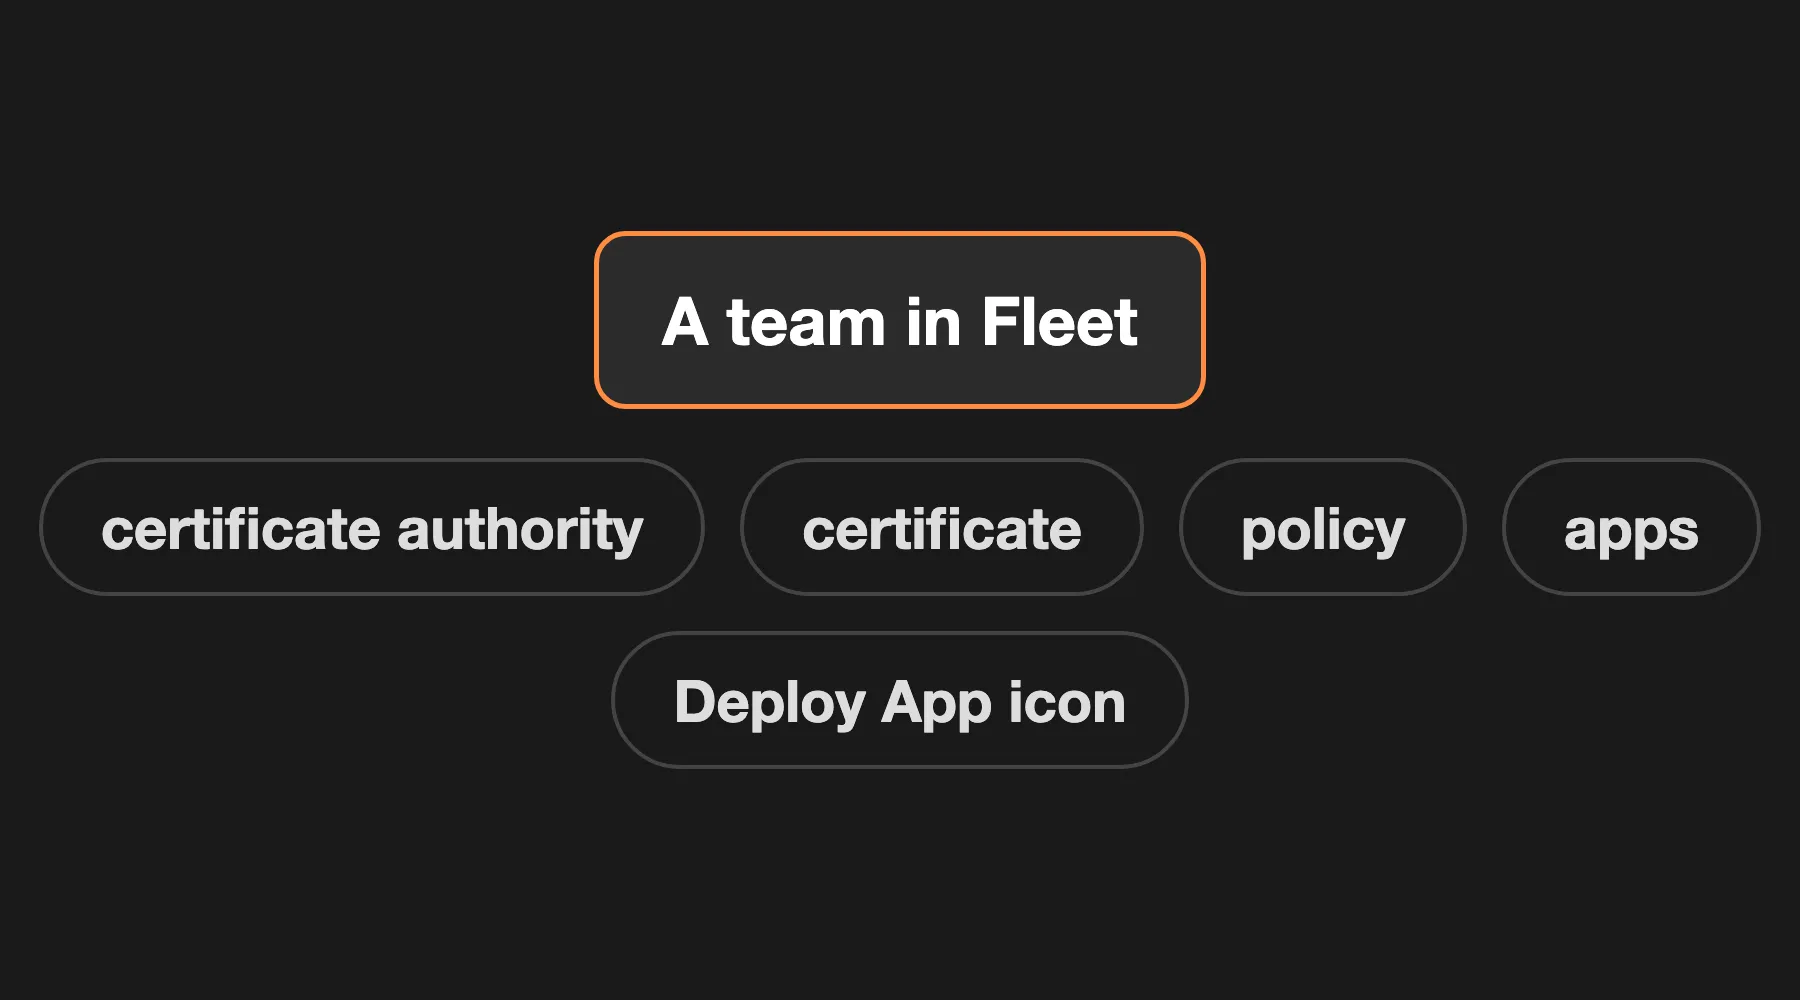 A team in Fleet
certificate authority
certificate
policy
apps
Deploy App icon